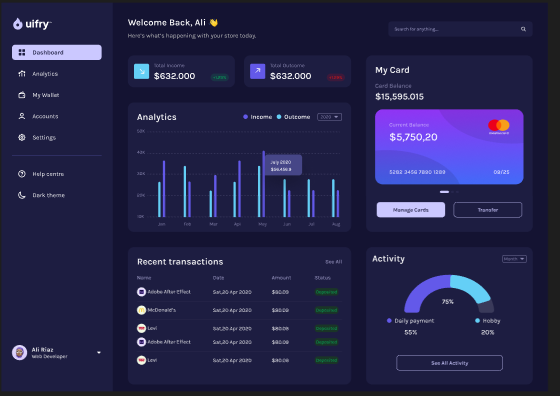 uifry™
Dashboard
Analytics
My Wallet
Accounts
Settings
Help centre
Dark theme
Ali Riaz
Web Developer
Welcome Back, Ali 👋
Here's what's happening with your store today.
Search for anything...
Total Income
$632.000
Total Outcome
$632.000
Analytics
Income
Outcome
2020
50K
40K
30K
20K
10K
July 2020
$56,456.9
Jan
Feb
Mar
Apr
May
Jun
Jul
Aug
My Card
Card Balance
$15,595.015
Current Balance
$5,750,20
5282 3456 7890 1289
09/25
Manage Cards
Transfer
Recent transactions
See All
Name
Date
Amount
Status
Adobe After Effect
Sat,20 Apr 2020
$80.09
Deposited
McDonald's
Sat,20 Apr 2020
$80.09
Deposited
Levi
Sat,20 Apr 2020
$80.09
Deposited
Adobe After Effect
Sat,20 Apr 2020
$80.09
Deposited
Levi
Sat,20 Apr 2020
$80.09
Deposited
Activity
Month
75%
Daily payment
55%
Hobby
20%
See All Activity